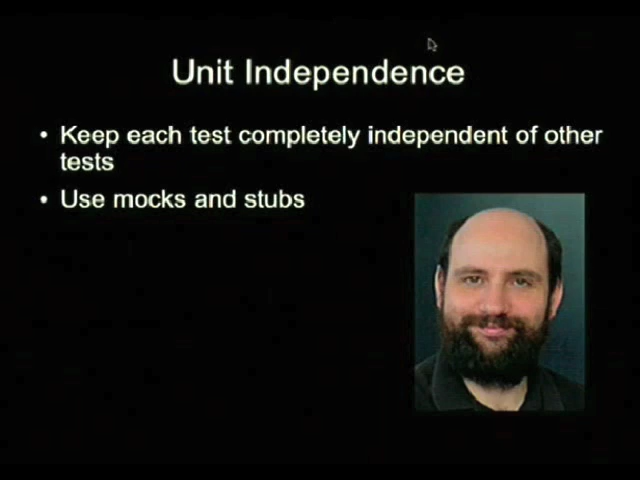 Unit Independence
• Keep each test completely independent of other
tests
• Use mocks and stubs